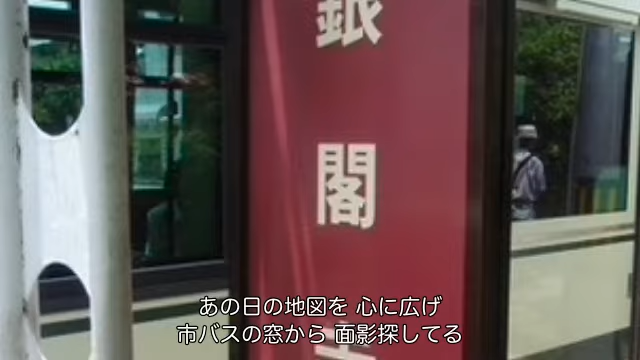 銀閣
あの日の地図を 心に広げ
市バスの窓から 面影探してる